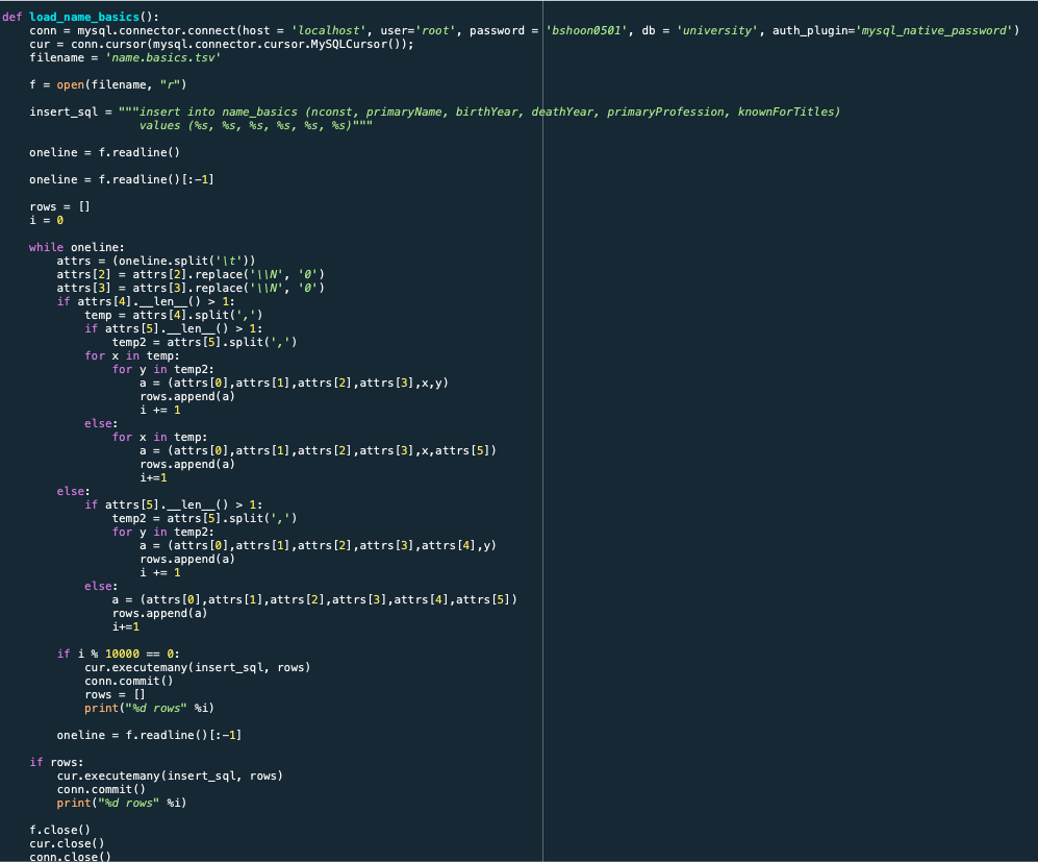 def load_name_basics():
    conn = mysql.connector.connect(host = 'localhost', user='root', password = 'bshoon0501', db = 'university', auth_plugin='mysql_native_password')
    cur = conn.cursor(mysql.connector.cursor.MySQLCursor());
    filename = 'name.basics.tsv'

    f = open(filename, "r")

    insert_sql = """insert into name_basics (nconst, primaryName, birthYear, deathYear, primaryProfession, knownForTitles)
                    values (%s, %s, %s, %s, %s, %s)"""

    oneline = f.readline()

    oneline = f.readline()[:-1]

    rows = []
    i = 0

    while oneline:
        attrs = (oneline.split('\t'))
        attrs[2] = attrs[2].replace('\\N', '0')
        attrs[3] = attrs[3].replace('\\N', '0')
        if attrs[4].__len__() > 1:
            temp = attrs[4].split(',')
            if attrs[5].__len__() > 1:
                temp2 = attrs[5].split(',')
            for x in temp:
                for y in temp2:
                    a = (attrs[0],attrs[1],attrs[2],attrs[3],x,y)
                    rows.append(a)
                    i += 1
            else:
                for x in temp:
                    a = (attrs[0],attrs[1],attrs[2],attrs[3],x,attrs[5])
                    rows.append(a)
                    i+=1
        else:
            if attrs[5].__len__() > 1:
                temp2 = attrs[5].split(',')
                for y in temp2:
                    a = (attrs[0],attrs[1],attrs[2],attrs[3],attrs[4],y)
                    rows.append(a)
                    i += 1
            else:
                a = (attrs[0],attrs[1],attrs[2],attrs[3],attrs[4],attrs[5])
                rows.append(a)
                i+=1

        if i % 10000 == 0:
            cur.executemany(insert_sql, rows)
            conn.commit()
            rows = []
            print("%d rows" %i)

        oneline = f.readline()[:-1]

    if rows:
        cur.executemany(insert_sql, rows)
        conn.commit()
        print("%d rows" %i)

    f.close()
    cur.close()
    conn.close()